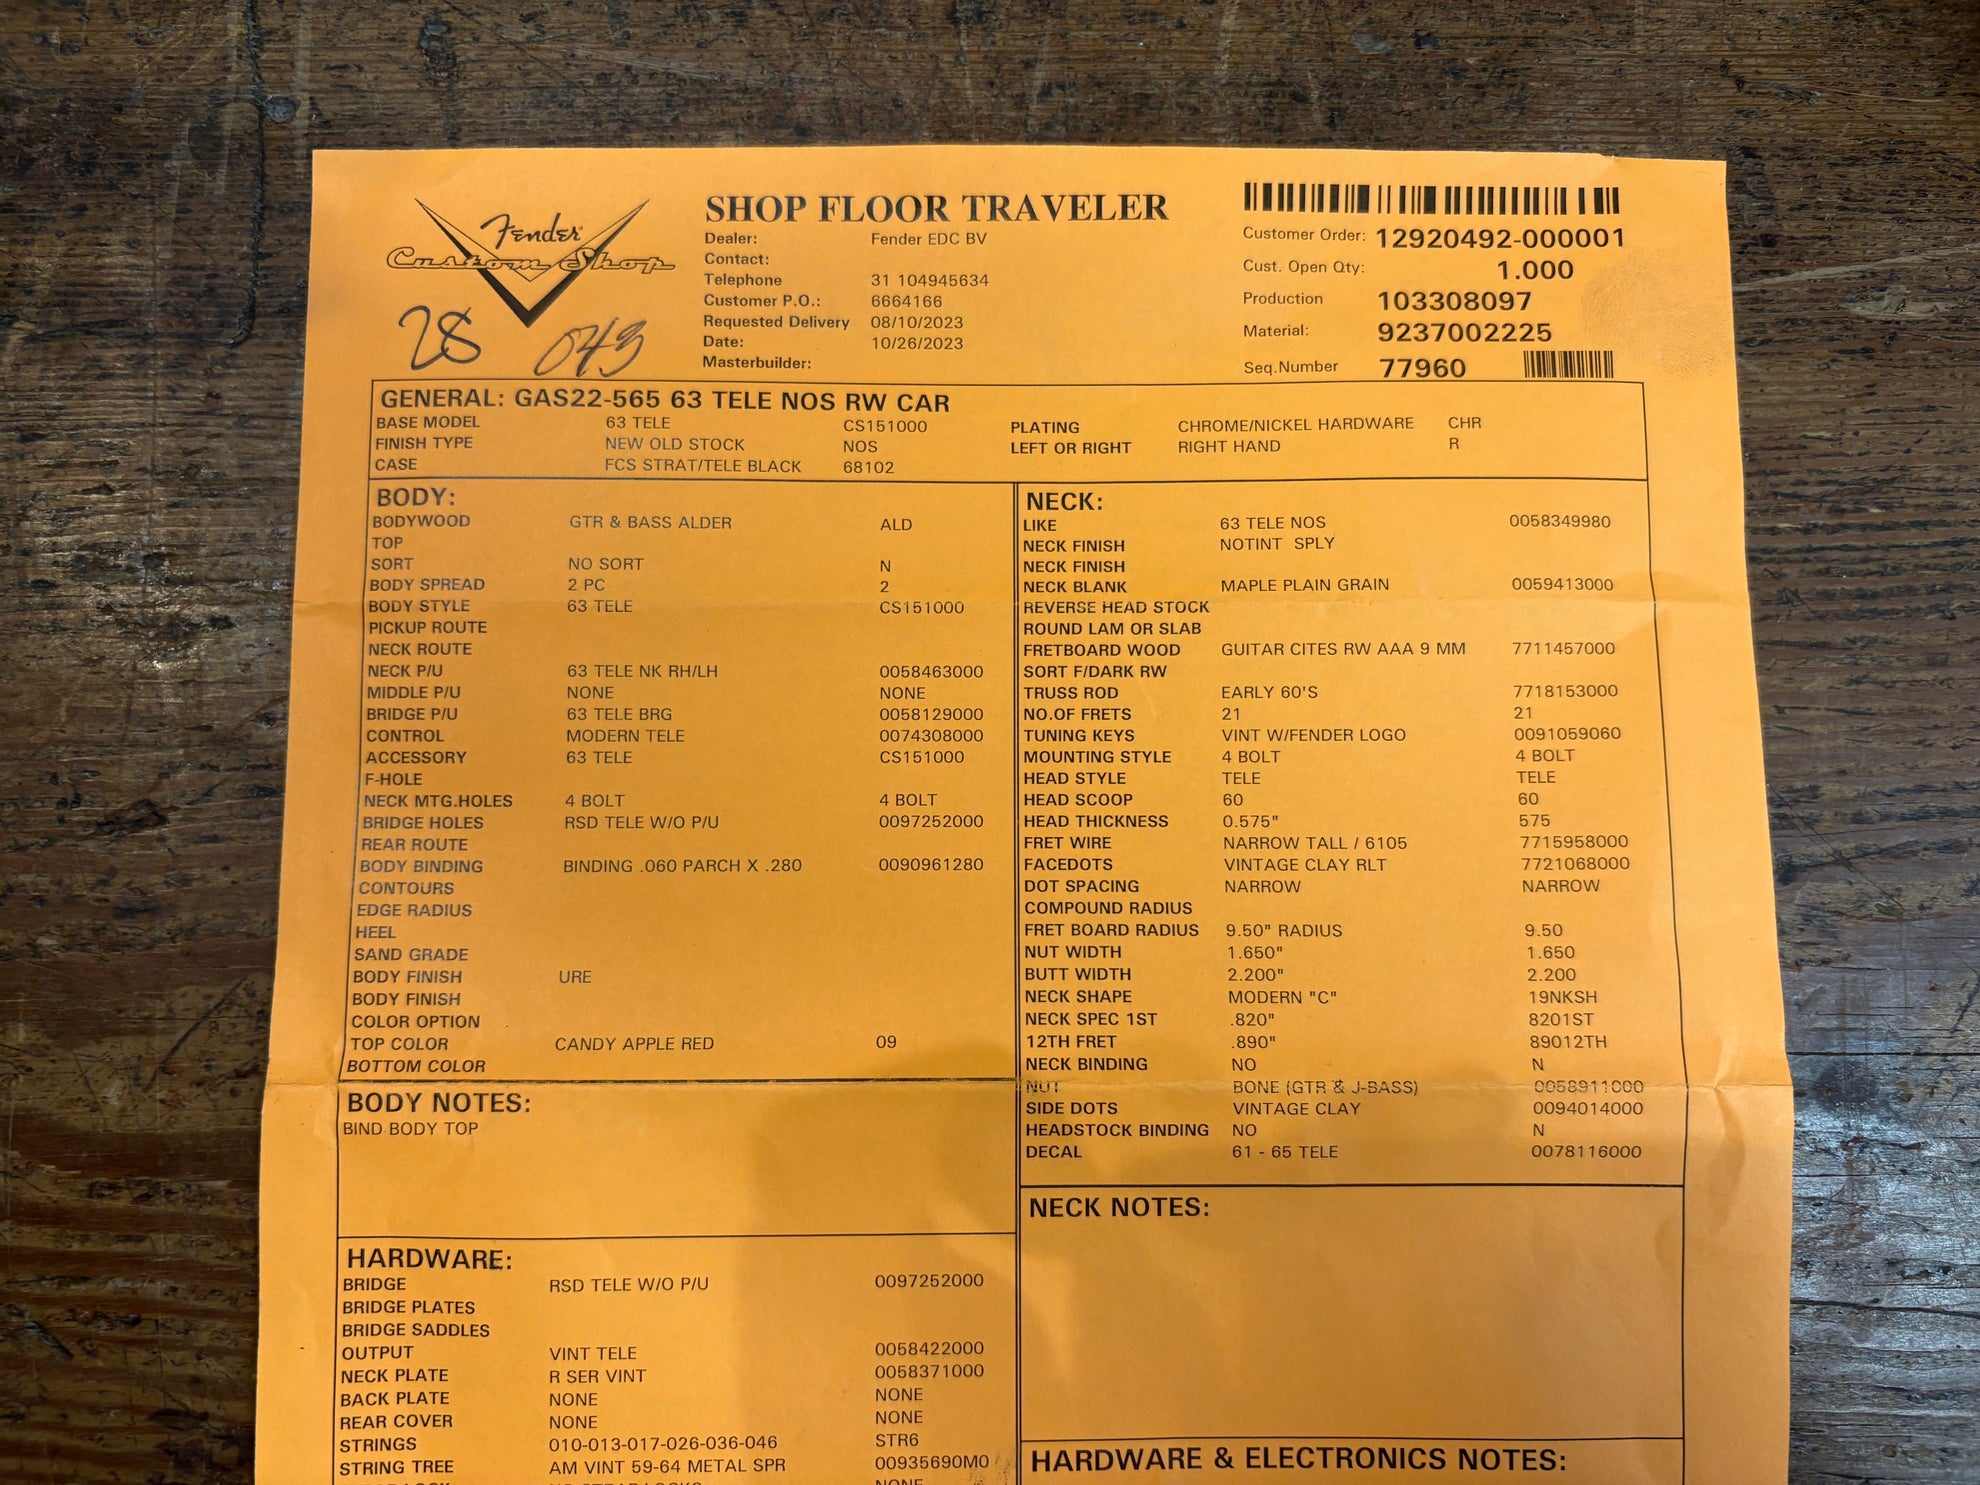 Fender
Custom Shop
28 049
SHOP FLOOR TRAVELER
Dealer: Fender EDC BV
Contact:
Telephone 31 104945634
Customer P.O.: 6664166
Requested Delivery 08/10/2023
Date: 10/26/2023
Masterbuilder:
Customer Order: 12920492-000001
Cust. Open Qty: 1.000
Production 103308097
Material: 9237002225
Seq.Number 77960
GENERAL: GAS22-565 63 TELE NOS RW CAR
BASE MODEL 63 TELE CS151000 PLATING CHROME/NICKEL HARDWARE CHR
FINISH TYPE NEW OLD STOCK NOS LEFT OR RIGHT RIGHT HAND R
CASE FCS STRAT/TELE BLACK 68102
BODY:
BODYWOOD GTR & BASS ALDER ALD
TOP
SORT NO SORT N
BODY SPREAD 2 PC 2
BODY STYLE 63 TELE CS151000
PICKUP ROUTE
NECK ROUTE
NECK P/U 63 TELE NK RH/LH 0058463000
MIDDLE P/U NONE NONE
BRIDGE P/U 63 TELE BRG 0058129000
CONTROL MODERN TELE 0074308000
ACCESSORY 63 TELE CS151000
F-HOLE
NECK MTG.HOLES 4 BOLT 4 BOLT
BRIDGE HOLES RSD TELE W/O P/U 0097252000
REAR ROUTE
BODY BINDING BINDING .060 PARCH X .280 0090961280
CONTOURS
EDGE RADIUS
HEEL
SAND GRADE
BODY FINISH URE
BODY FINISH
COLOR OPTION
TOP COLOR CANDY APPLE RED 09
BOTTOM COLOR
BODY NOTES:
BIND BODY TOP
HARDWARE:
BRIDGE RSD TELE W/O P/U 0097252000
BRIDGE PLATES
BRIDGE SADDLES
OUTPUT VINT TELE 0058422000
NECK PLATE R SER VINT 0058371000
BACK PLATE NONE NONE
REAR COVER NONE NONE
STRINGS 010-013-017-026-036-046 STR6
STRING TREE AM VINT 59-64 METAL SPR 00935690M0
NECK:
LIKE 63 TELE NOS 0058349980
NECK FINISH NOTINT SPLY
NECK FINISH
NECK BLANK MAPLE PLAIN GRAIN 0059413000
REVERSE HEAD STOCK
ROUND LAM OR SLAB
FRETBOARD WOOD GUITAR CITES RW AAA 9 MM 7711457000
SORT F/DARK RW
TRUSS ROD EARLY 60'S 7718153000
NO.OF FRETS 21 21
TUNING KEYS VINT W/FENDER LOGO 0091059060
MOUNTING STYLE 4 BOLT 4 BOLT
HEAD STYLE TELE TELE
HEAD SCOOP 60 60
HEAD THICKNESS 0.575" 575
FRET WIRE NARROW TALL / 6105 7715958000
FACEDOTS VINTAGE CLAY RLT 7721068000
DOT SPACING NARROW NARROW
COMPOUND RADIUS
FRET BOARD RADIUS 9.50" RADIUS 9.50
NUT WIDTH 1.650" 1.650
BUTT WIDTH 2.200" 2.200
NECK SHAPE MODERN "C" 19NKSH
NECK SPEC 1ST .820" 8201ST
12TH FRET .890" 89012TH
NECK BINDING NO N
NUT BONE (GTR & J-BASS) 0058911000
SIDE DOTS VINTAGE CLAY 0094014000
HEADSTOCK BINDING NO N
DECAL 61 - 65 TELE 0078116000
NECK NOTES:
HARDWARE & ELECTRONICS NOTES: